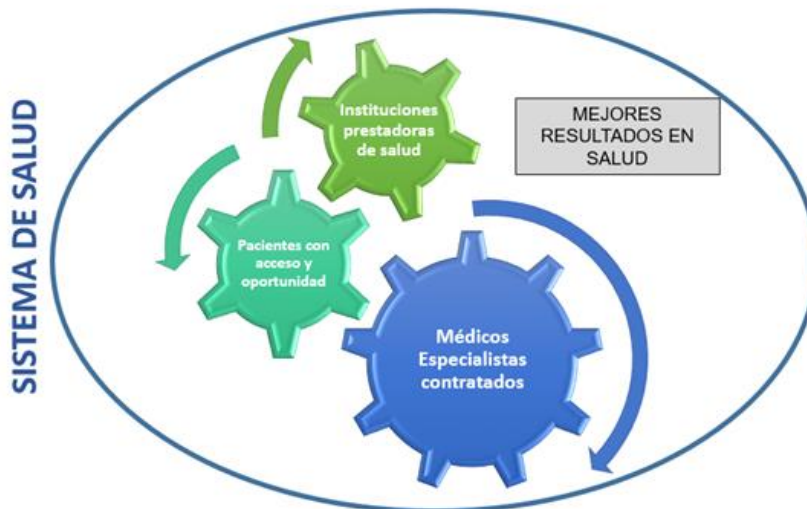 SISTEMA DE SALUD
Instituciones
prestadoras
de salud
MEJORES
RESULTADOS EN
SALUD
Pacientes con
acceso y
oportunidad
Médicos
Especialistas
contratados